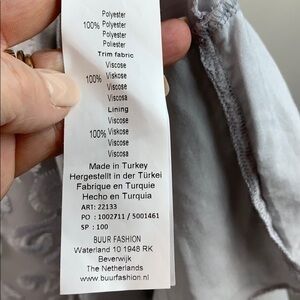 Polyester
100% Polyester
Polyester
Poliester
Trim fabric
Viscose
100% Viskose
Viscose
Viscosa
Lining
Viscose
100% Viskose
Viscose
Viscosa
Made in Turkey
Hergestellt in der Türkei
Fabrique en Turquie
Hecho en Turquia
ART: 22133
PO : 1002711 / 5001461
SP : 100
BUUR FASHION
Waterland 10 1948 RK
Beverwijk
The Netherlands
www.buurfashion.nl